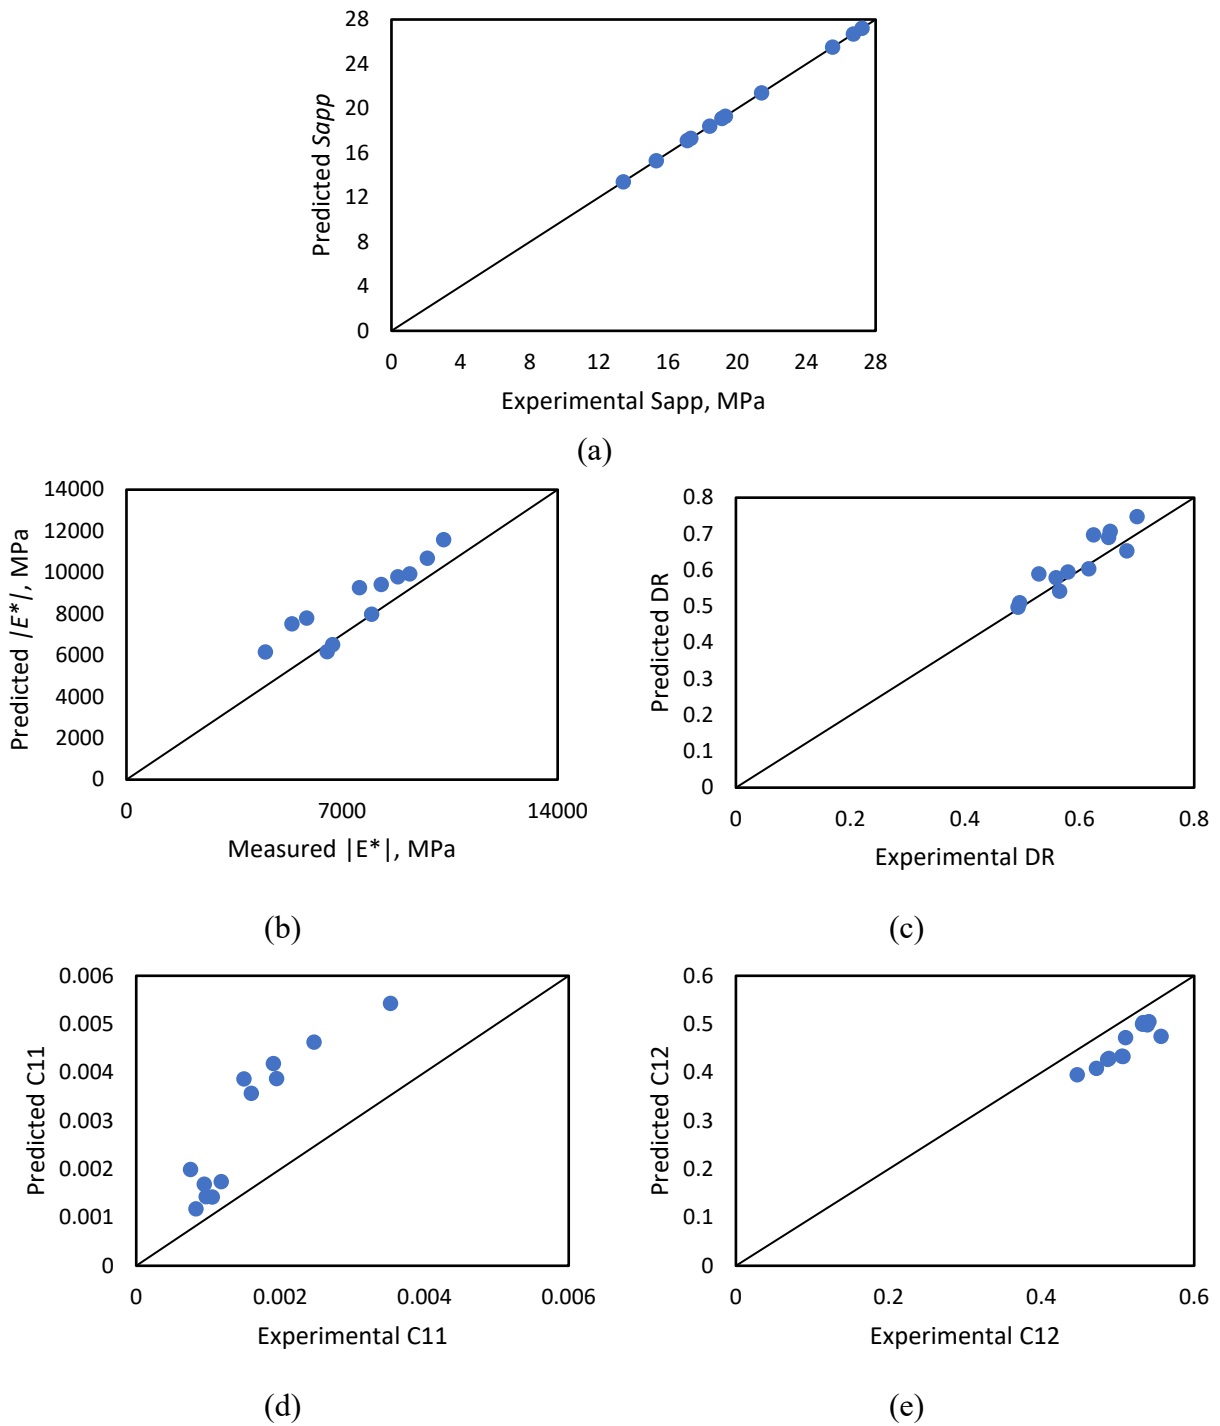 28
24
20
16
12
8
4
0
Predicted Sapp
0 4 8 12 16 20 24 28
Experimental Sapp, MPa
(a)
14000
12000
10000
8000
6000
4000
2000
0
Predicted |E*|, MPa
0 7000 14000
Measured |E*|, MPa
(b)
0.8
0.7
0.6
0.5
0.4
0.3
0.2
0.1
0
Predicted DR
0 0.2 0.4 0.6 0.8
Experimental DR
(c)
0.006
0.005
0.004
0.003
0.002
0.001
0
Predicted C11
0 0.002 0.004 0.006
Experimental C11
(d)
0.6
0.5
0.4
0.3
0.2
0.1
0
Predicted C12
0 0.2 0.4 0.6
Experimental C12
(e)